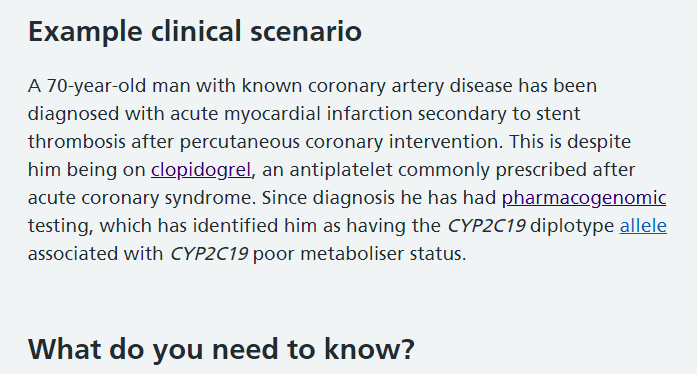 Example clinical scenario
A 70-year-old man with known coronary artery disease has been
diagnosed with acute myocardial infarction secondary to stent
thrombosis after percutaneous coronary intervention. This is despite
him being on clopidogrel, an antiplatelet commonly prescribed after
acute coronary syndrome. Since diagnosis he has had pharmacogenomic
testing, which has identified him as having the CYP2C19 diplotype allele
associated with CYP2C19 poor metaboliser status.
What do you need to know?